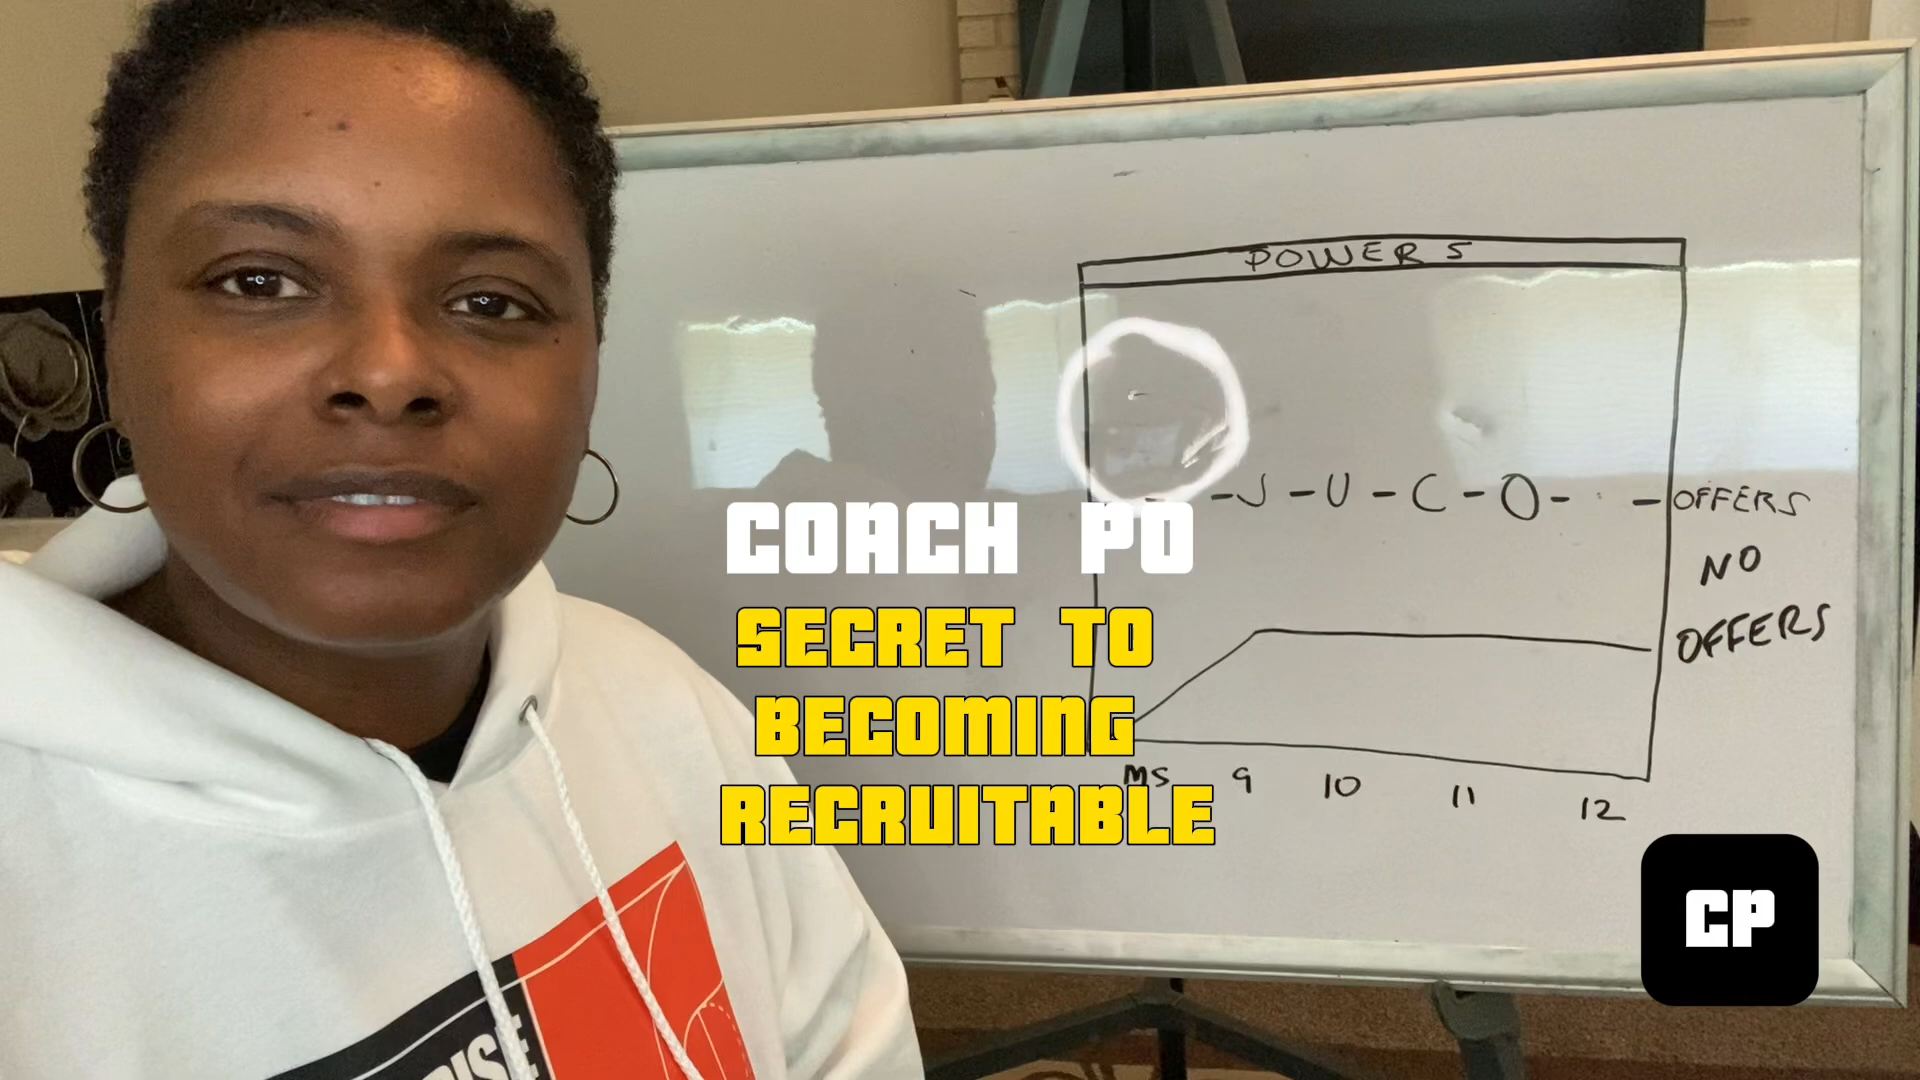 POWER 5
-J-U-C-O- -OFFERS
NO
OFFERS
MS 9 10 11 12
COACH PO
SECRET TO
BECOMING
RECRUITABLE
CP